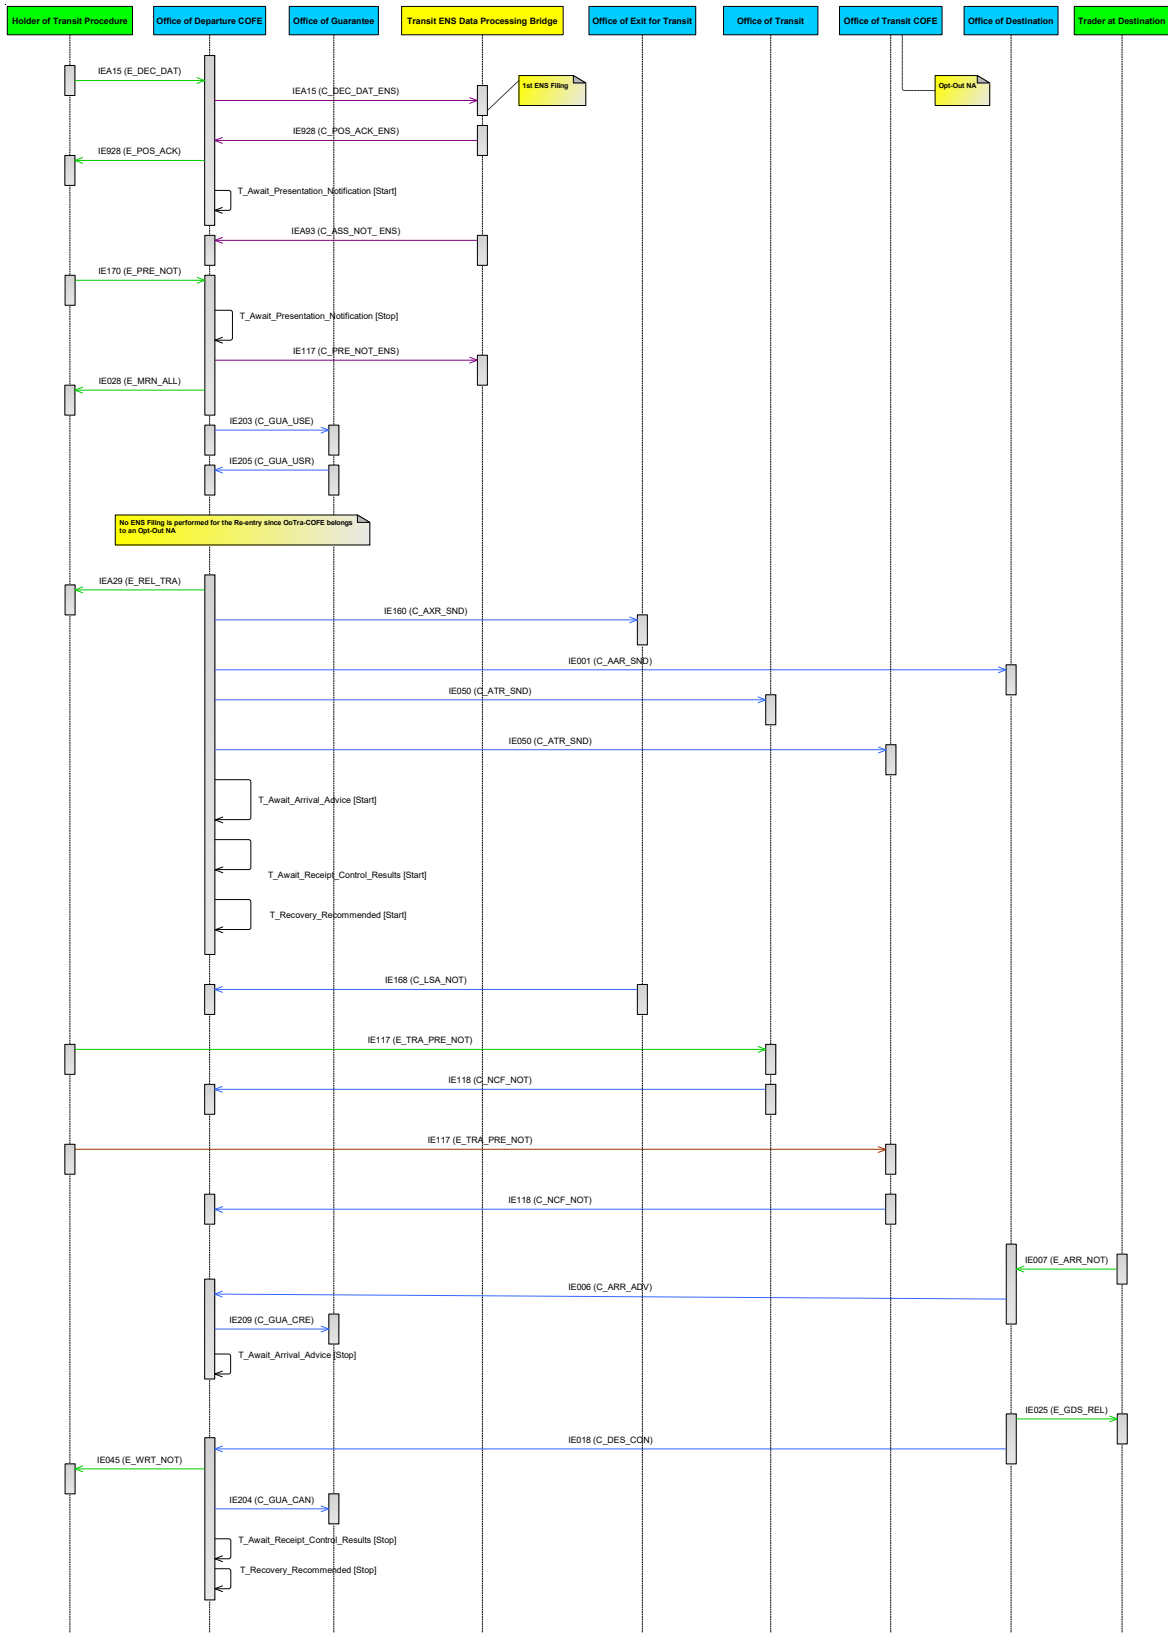 Holder of Transit Procedure
Office of Departure COFE
Office of Guarantee
Transit ENS Data Processing Bridge
Office of Exit for Transit
Office of Transit
Office of Transit COFE
Office of Destination
Trader at Destination
IEA15 (E_DEC_DAT)
1st ENS Filing
Opt-Out NA
IEA15 (C_DEC_DAT_ENS)
IE928 (C_POS_ACK_ENS)
IE928 (E_POS_ACK)
T_Await_Presentation_Notification [Start]
IEA93 (C_ASS_NOT_ ENS)
IE170 (E_PRE_NOT)
T_Await_Presentation_Notification [Stop]
IE117 (C_PRE_NOT_ENS)
IE028 (E_MRN_ALL)
IE203 (C_GUA_USE)
IE205 (C_GUA_USR)
No ENS Filing is performed for the Re-entry since OoTra-COFE belongs
to an Opt-Out NA
IEA29 (E_REL_TRA)
IE160 (C_AXR_SND)
IE001 (C_AAR_SND)
IE050 (C_ATR_SND)
IE050 (C_ATR_SND)
T_Await_Arrival_Advice [Start]
T_Await_Receipt_Control_Results [Start]
T_Recovery_Recommended [Start]
IE168 (C_LSA_NOT)
IE117 (E_TRA_PRE_NOT)
IE118 (C_NCF_NOT)
IE117 (E_TRA_PRE_NOT)
IE118 (C_NCF_NOT)
IE007 (E_ARR_NOT)
IE006 (C_ARR_ADV)
IE209 (C_GUA_CRE)
T_Await_Arrival_Advice [Stop]
IE025 (E_GDS_REL)
IE018 (C_DES_CON)
IE045 (E_WRT_NOT)
IE204 (C_GUA_CAN)
T_Await_Receipt_Control_Results [Stop]
T_Recovery_Recommended [Stop]